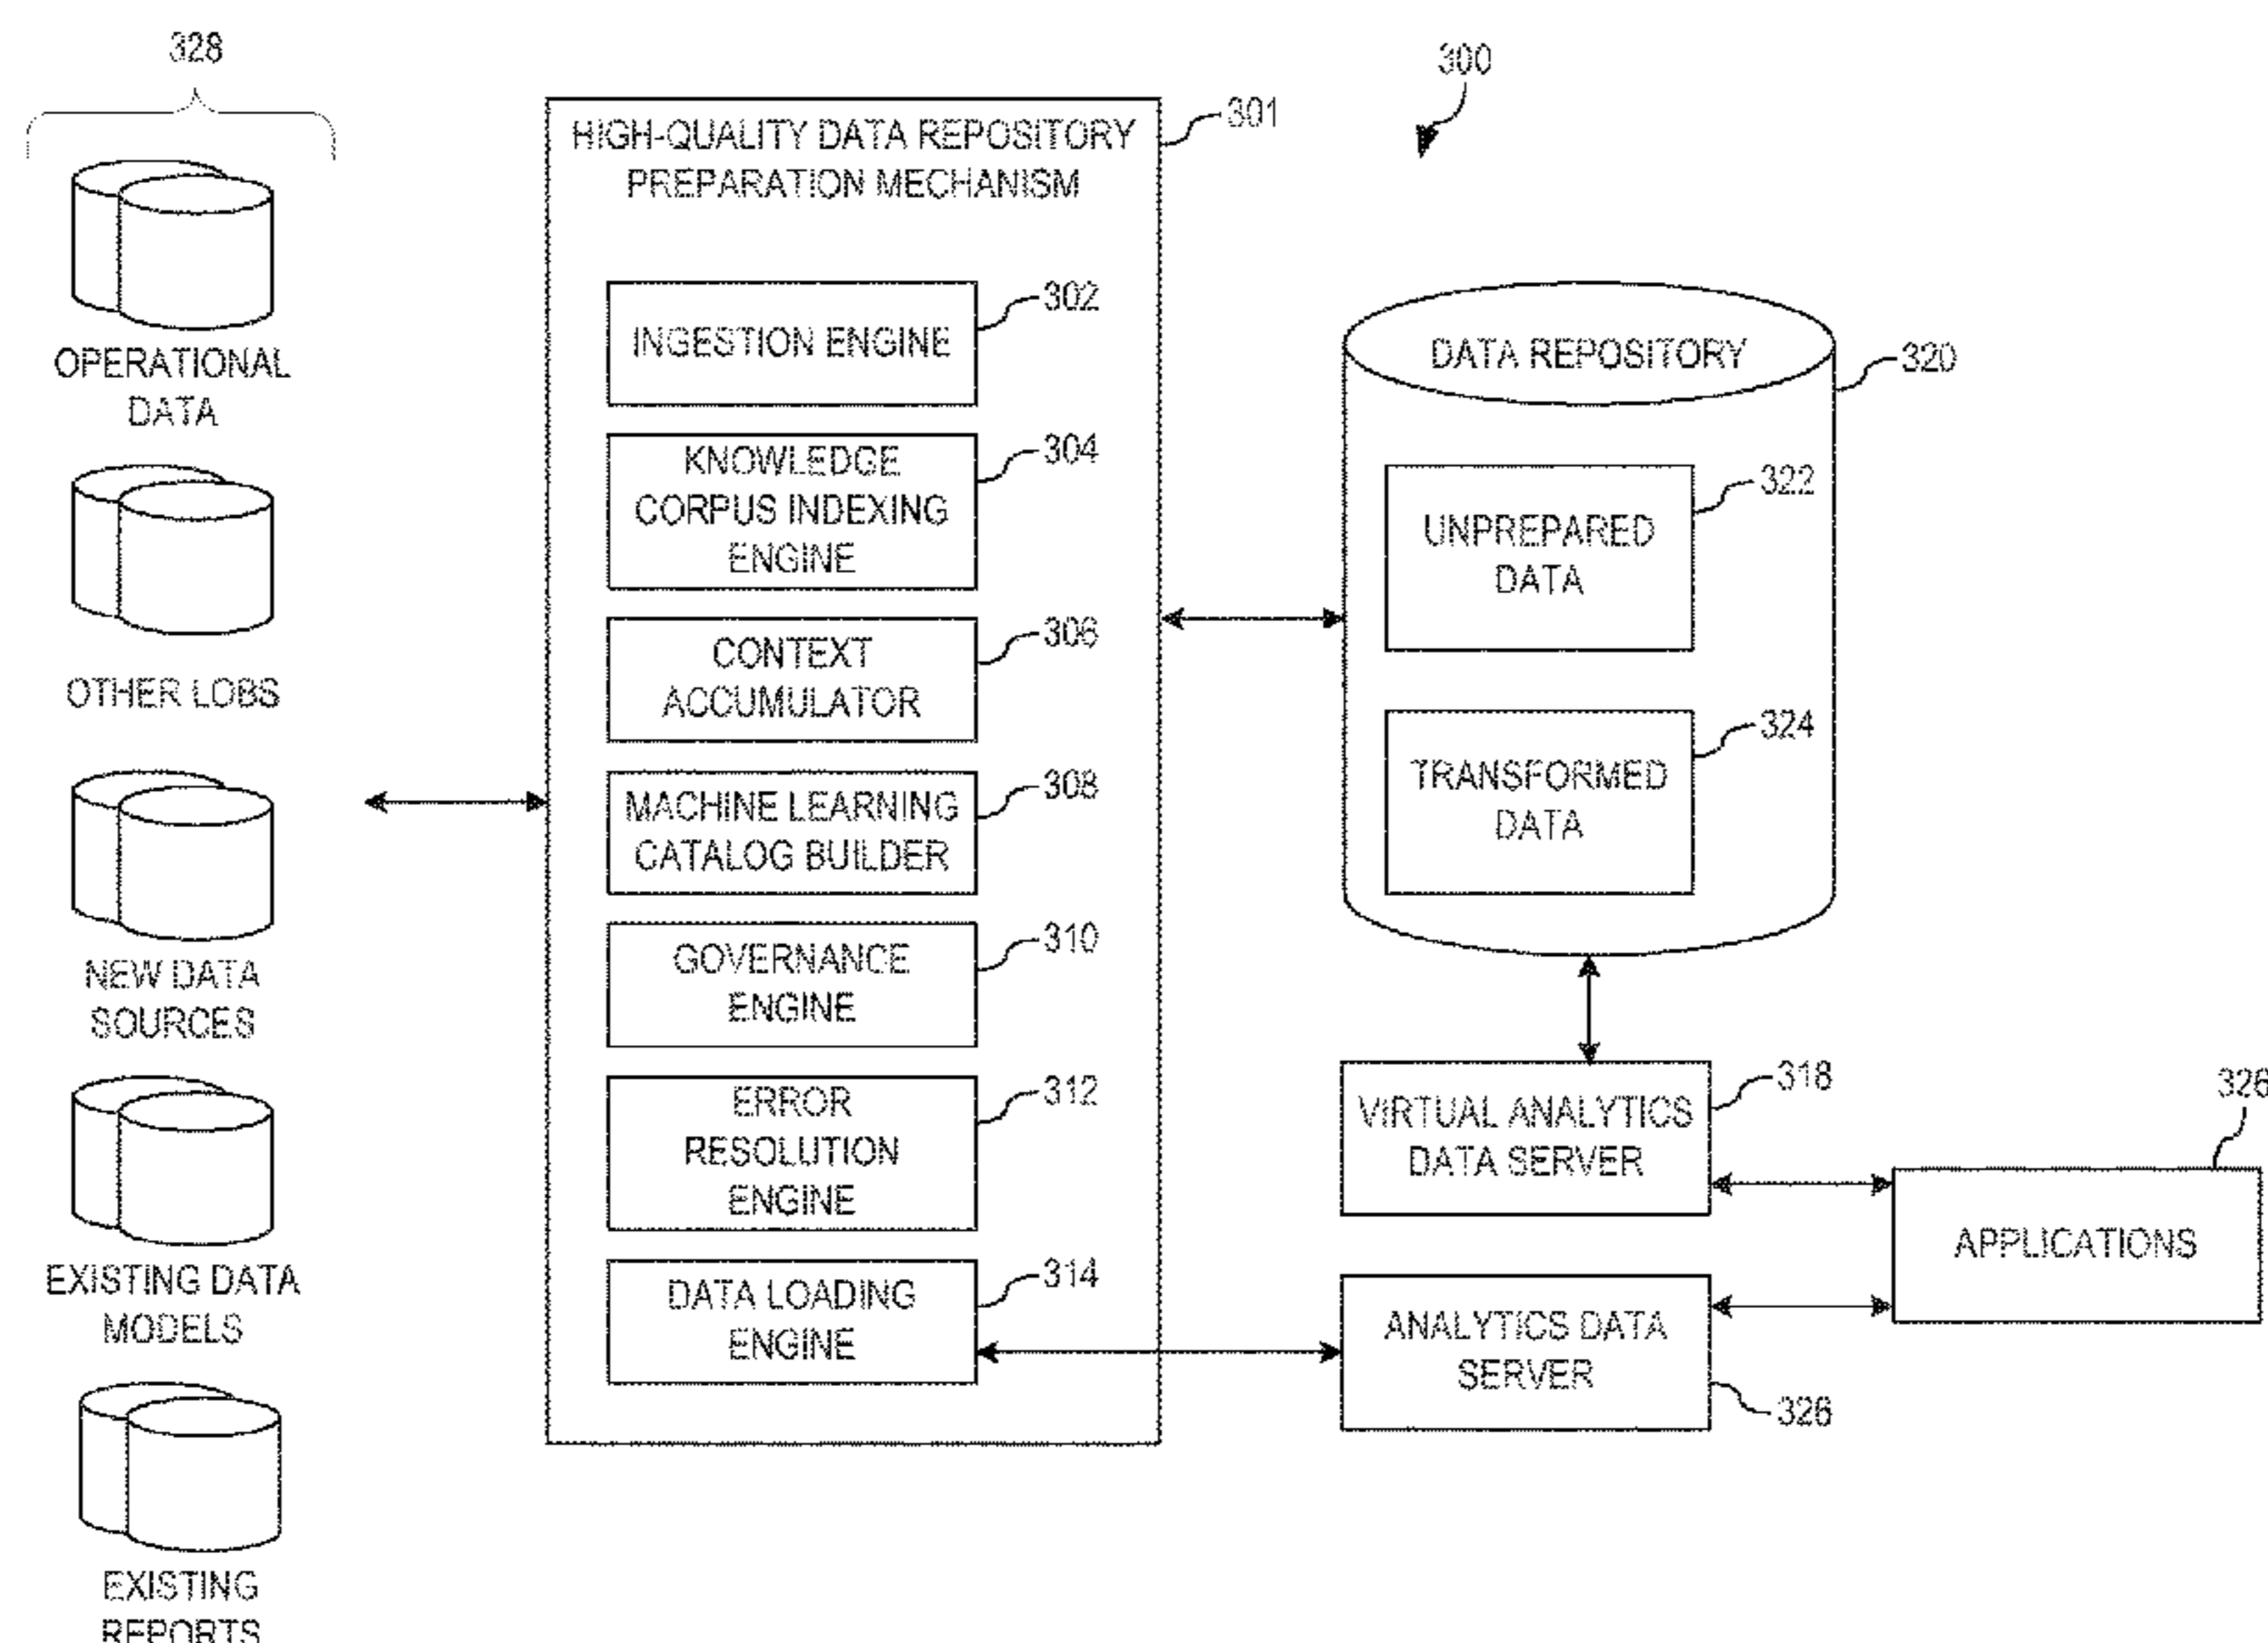 328
OPERATIONAL
DATA
OTHER LOBS
NEW DATA
SOURCES
EXISTING DATA
MODELS
EXISTING
REPORTS
301
HIGH-QUALITY DATA REPOSITORY
PREPARATION MECHANISM
302
INGESTION ENGINE
304
KNOWLEDGE
CORPUS INDEXING
ENGINE
306
CONTEXT
ACCUMULATOR
308
MACHINE LEARNING
CATALOG BUILDER
310
GOVERNANCE
ENGINE
312
ERROR
RESOLUTION
ENGINE
314
DATA LOADING
ENGINE
300
DATA REPOSITORY
320
322
UNPREPARED
DATA
324
TRANSFORMED
DATA
318
VIRTUAL ANALYTICS
DATA SERVER
326
APPLICATIONS
ANALYTICS DATA
SERVER
326